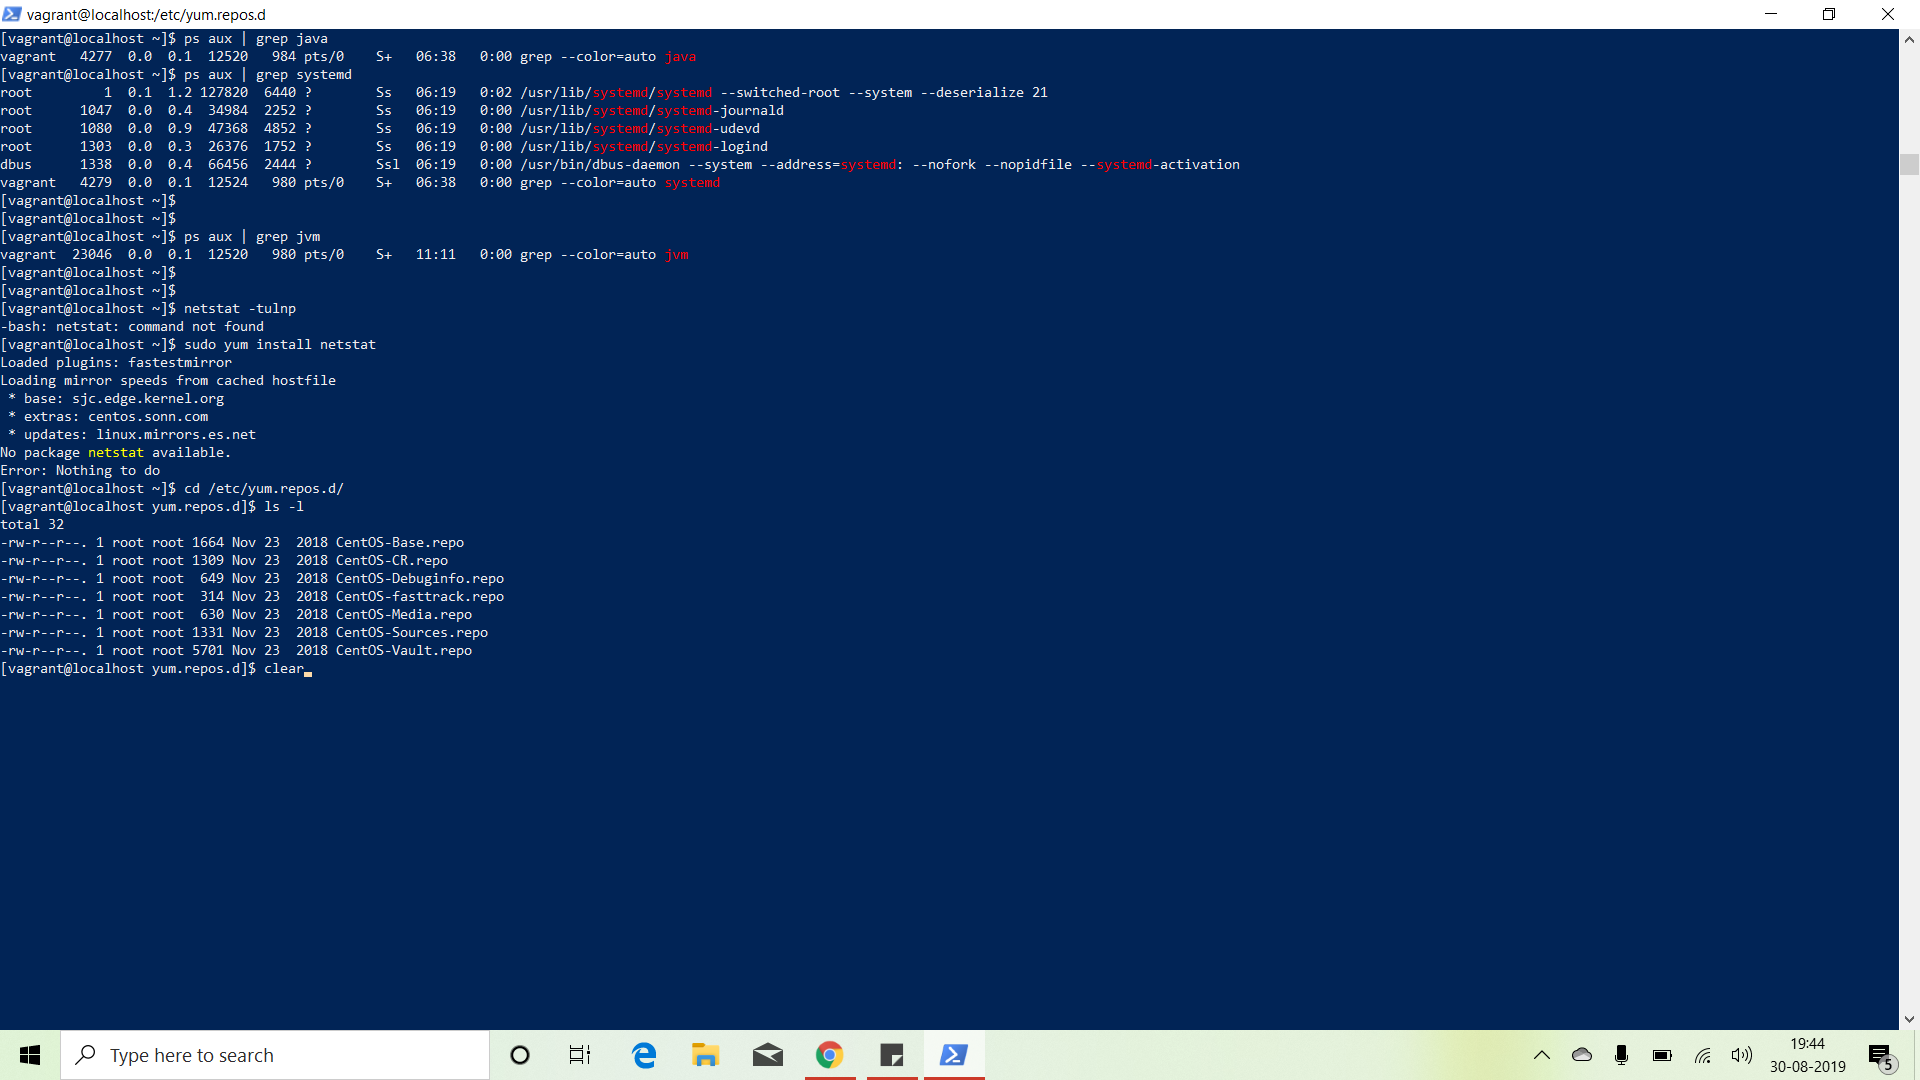 vagrant@localhost:/etc/yum.repos.d
[vagrant@localhost ~]$ ps aux | grep java
vagrant   4277  0.0  0.1  12520   984 pts/0    S+   06:38   0:00 grep --color=auto java
[vagrant@localhost ~]$ ps aux | grep systemd
root         1  0.1  1.2 127820  6440 ?        Ss   06:19   0:02 /usr/lib/systemd/systemd --switched-root --system --deserialize 21
root      1047  0.0  0.4  34984  2252 ?        Ss   06:19   0:00 /usr/lib/systemd/systemd-journald
root      1080  0.0  0.9  47368  4852 ?        Ss   06:19   0:00 /usr/lib/systemd/systemd-udevd
root      1303  0.0  0.3  26376  1752 ?        Ss   06:19   0:00 /usr/lib/systemd/systemd-logind
dbus      1338  0.0  0.4  66456  2444 ?        Ssl  06:19   0:00 /usr/bin/dbus-daemon --system --address=systemd: --nofork --nopidfile --systemd-activation
vagrant   4279  0.0  0.1  12524   980 pts/0    S+   06:38   0:00 grep --color=auto systemd
[vagrant@localhost ~]$
[vagrant@localhost ~]$
[vagrant@localhost ~]$ ps aux | grep jvm
vagrant  23046  0.0  0.1  12520   980 pts/0    S+   11:11   0:00 grep --color=auto jvm
[vagrant@localhost ~]$
[vagrant@localhost ~]$
[vagrant@localhost ~]$ netstat -tulnp
-bash: netstat: command not found
[vagrant@localhost ~]$ sudo yum install netstat
Loaded plugins: fastestmirror
Loading mirror speeds from cached hostfile
 * base: sjc.edge.kernel.org
 * extras: centos.sonn.com
 * updates: linux.mirrors.es.net
No package netstat available.
Error: Nothing to do
[vagrant@localhost ~]$ cd /etc/yum.repos.d/
[vagrant@localhost yum.repos.d]$ ls -l
total 32
-rw-r--r--. 1 root root 1664 Nov 23  2018 CentOS-Base.repo
-rw-r--r--. 1 root root 1309 Nov 23  2018 CentOS-CR.repo
-rw-r--r--. 1 root root  649 Nov 23  2018 CentOS-Debuginfo.repo
-rw-r--r--. 1 root root  314 Nov 23  2018 CentOS-fasttrack.repo
-rw-r--r--. 1 root root  630 Nov 23  2018 CentOS-Media.repo
-rw-r--r--. 1 root root 1331 Nov 23  2018 CentOS-Sources.repo
-rw-r--r--. 1 root root 5701 Nov 23  2018 CentOS-Vault.repo
[vagrant@localhost yum.repos.d]$ clear
Type here to search
19:44
30-08-2019
5